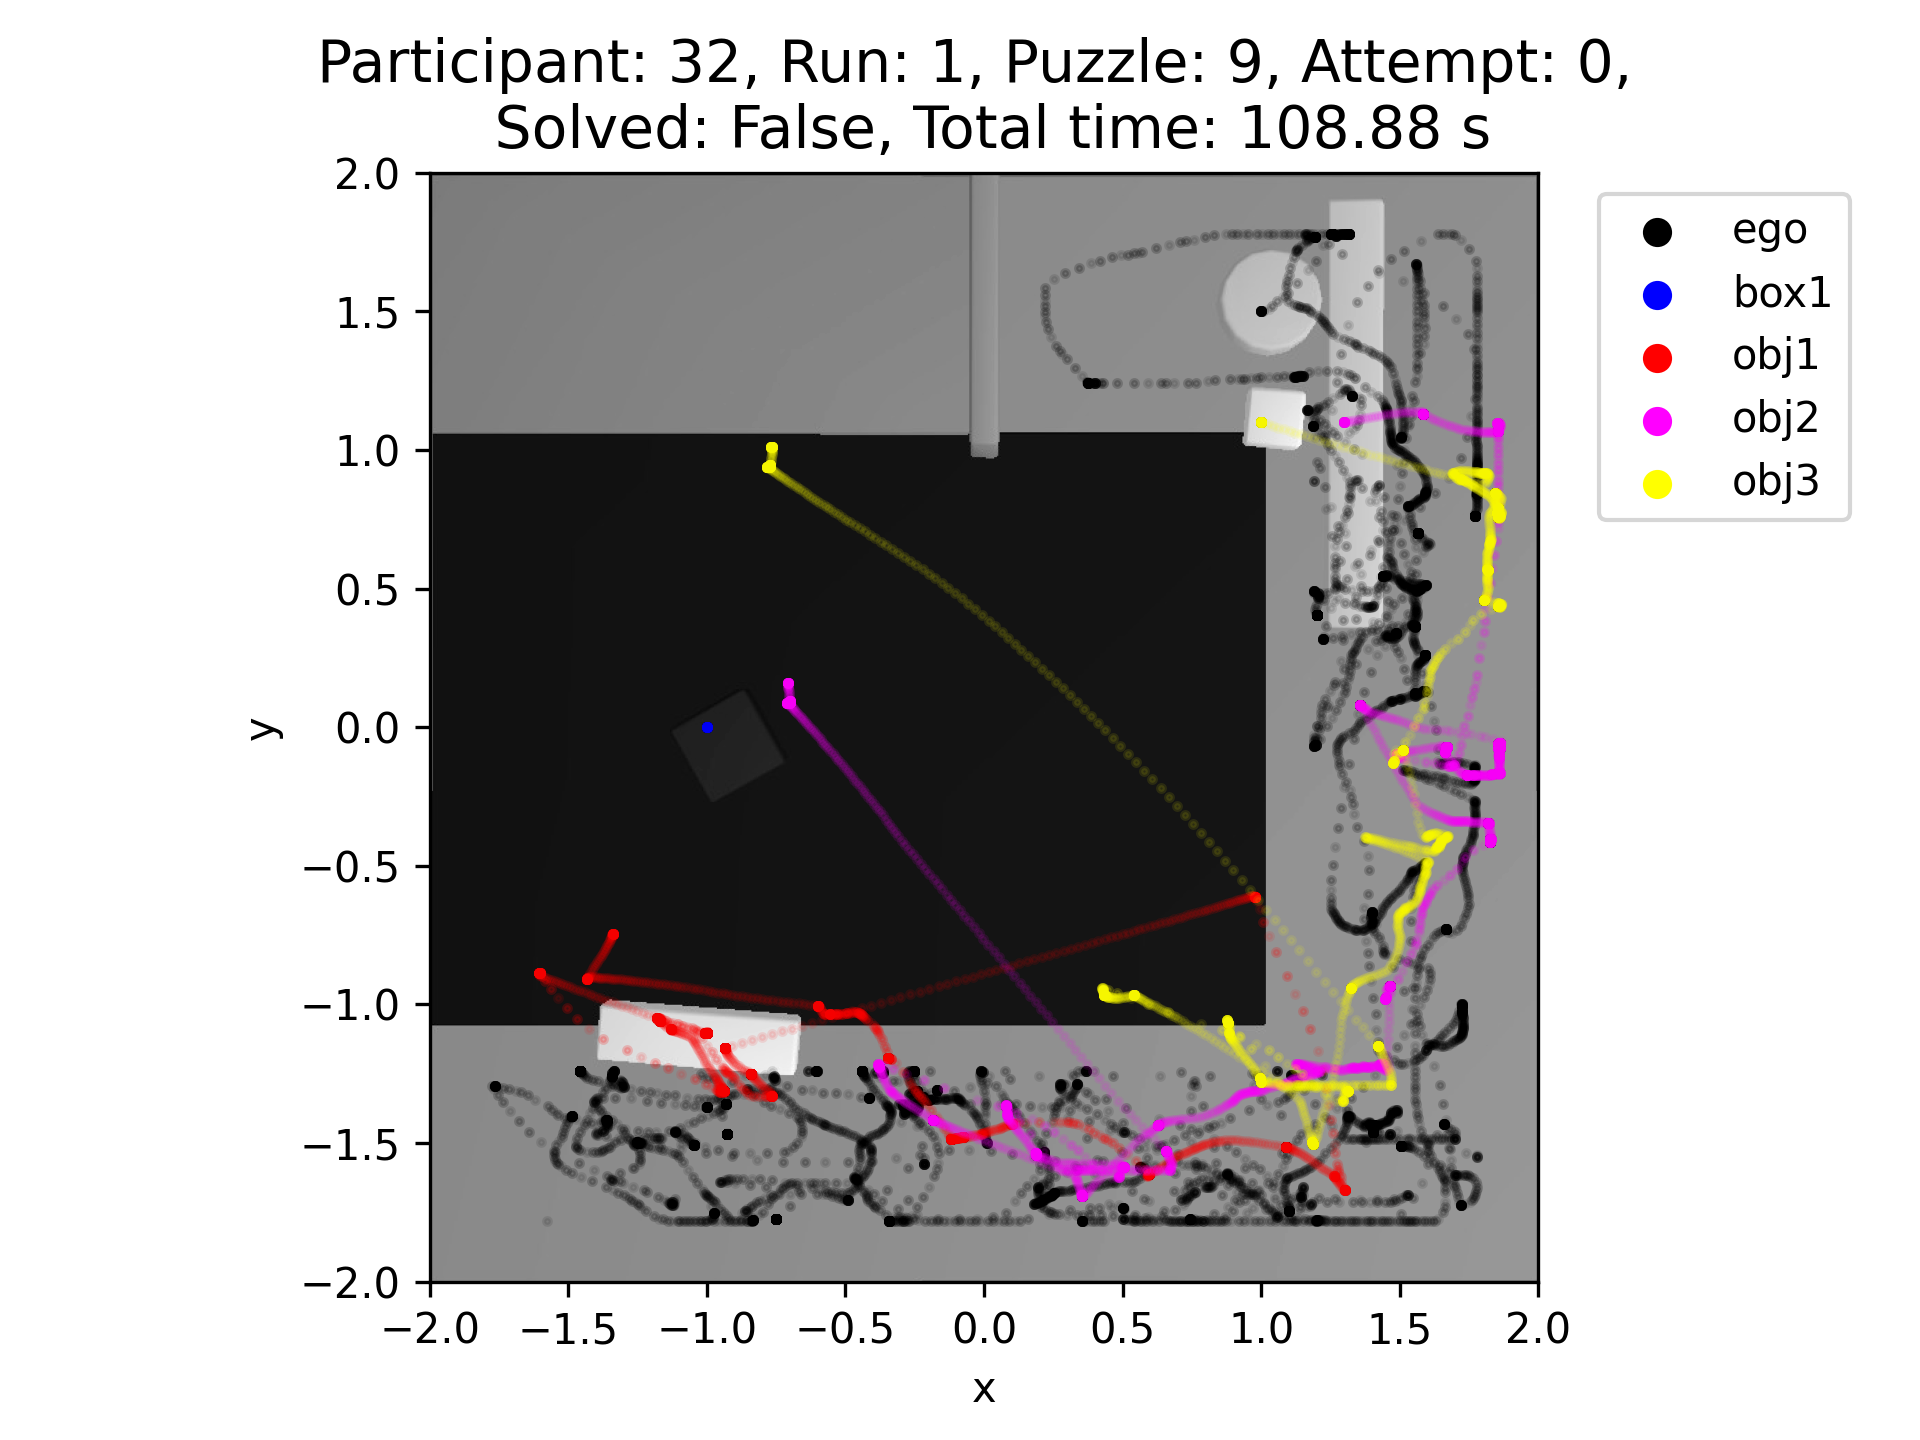 Participant: 32, Run: 1, Puzzle: 9, Attempt: 0,
Solved: False, Total time: 108.88 s
2.0
1.5
1.0
0.5
0.0
−0.5
−1.0
−1.5
−2.0
y
−2.0 −1.5 −1.0 −0.5 0.0 0.5 1.0 1.5 2.0
x
ego
box1
obj1
obj2
obj3